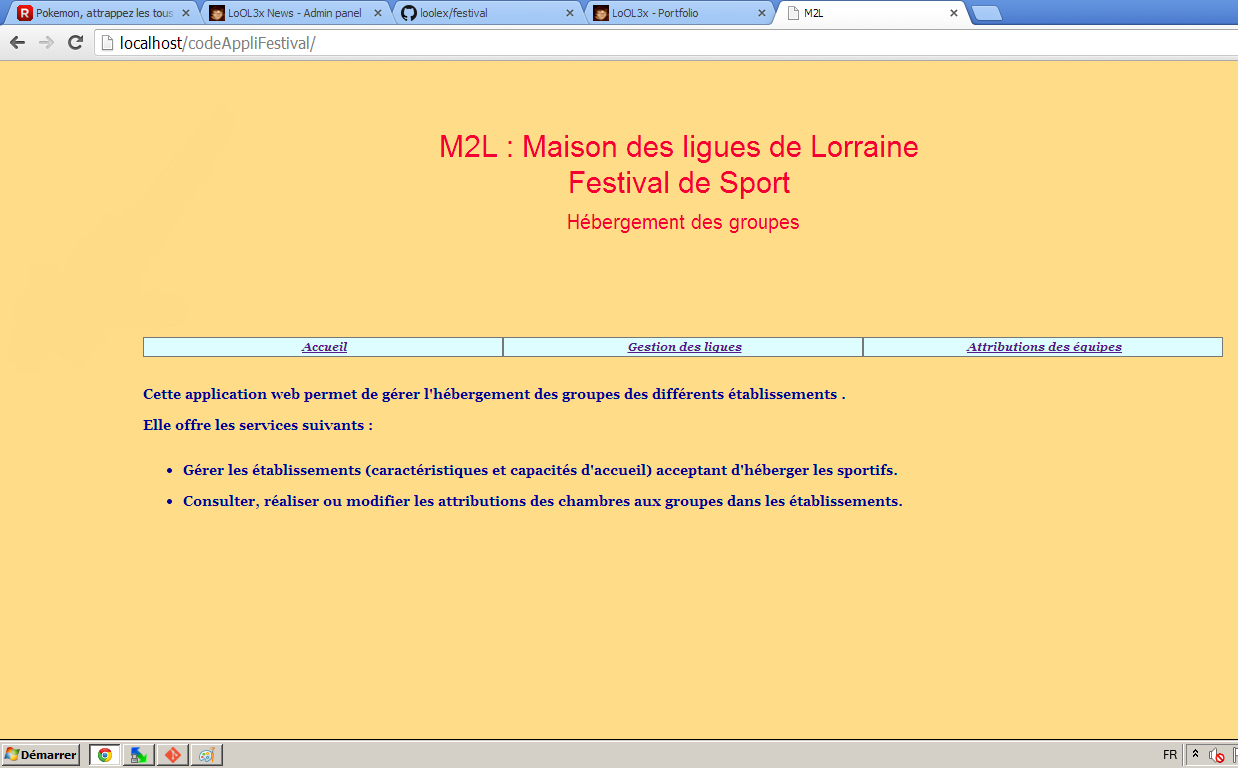 Pokemon, attrappez les tous
LoOL3x News - Admin panel
loolex/festival
LoOL3x - Portfolio
M2L
localhost/codeAppliFestival/
M2L : Maison des ligues de Lorraine
Festival de Sport
Hébergement des groupes
Accueil
Gestion des ligues
Attributions des équipes
Cette application web permet de gérer l'hébergement des groupes des différents établissements .
Elle offre les services suivants :
• Gérer les établissements (caractéristiques et capacités d'accueil) acceptant d'héberger les sportifs.
• Consulter, réaliser ou modifier les attributions des chambres aux groupes dans les établissements.
Démarrer
FR